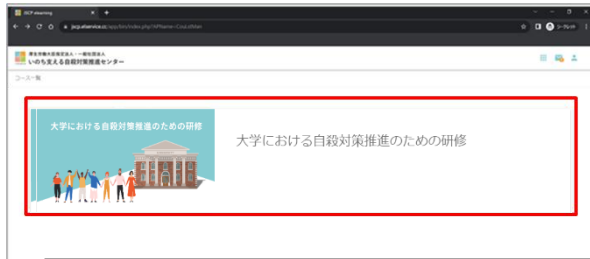 JSCP elearning
厚生労働大臣指定法人・一般社団法人
いのち支える自殺対策推進センター
コース一覧
大学における自殺対策推進のための研修
大学における自殺対策推進のための研修